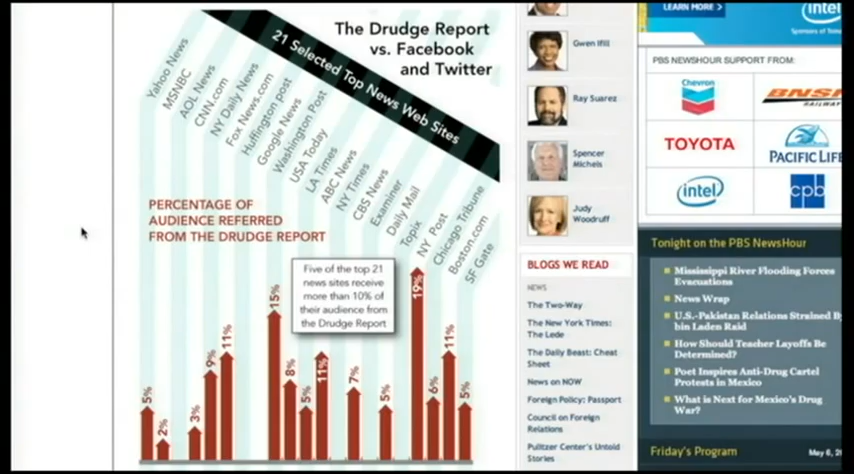 The Drudge Report
vs. Facebook
and Twitter
21 Selected Top News Web Sites
Yahoo News
MSNBC
AOL News
CNN.com
NY Daily News
Fox News.com
Huffington post
Google News
Washington Post
USA Today
LA Times
ABC News
NY Times
CBS News
Examiner
Daily Mail
Topix
NY Post
Chicago Tribune
Boston.com
SF Gate
PERCENTAGE OF
AUDIENCE REFERRED
FROM THE DRUDGE REPORT
Five of the top 21
news sites receive
more than 10% of
their audience from
the Drudge Report
5%
2%
3%
9%
11%
15%
8%
5%
11%
7%
5%
19%
6%
11%
5%
Gwen Ifill
Ray Suarez
Spencer
Michels
Judy
Woodruff
BLOGS WE READ
NEWS
The Two-Way
The New York Times:
The Lede
The Daily Beast: Cheat
Sheet
News on NOW
Foreign Policy: Passport
Council on Foreign
Relations
Pulitzer Center's Untold
Stories
LEARN MORE >
intel
Sponsors of
PBS NEWSHOUR SUPPORT FROM:
Chevron
BNSF
RAILWAY
TOYOTA
PACIFIC LIFE
intel
cpb
Tonight on the PBS NewsHour
Mississippi River Flooding Forces
Evacuations
News Wrap
U.S.-Pakistan Relations Strained B
bin Laden Raid
How Should Teacher Layoffs Be
Determined?
Poet Inspires Anti-Drug Cartel
Protests in Mexico
What is Next for Mexico's Drug
War?
Friday's Program
May 6, 20